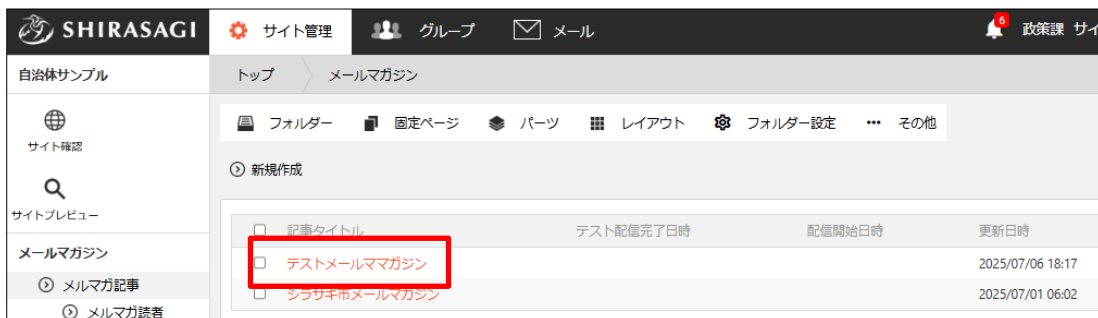 SHIRASAGI サイト管理 グループ メール 6 政策課 サイ
自治体サンプル トップ メールマガジン
フォルダー 固定ページ パーツ レイアウト フォルダー設定 ••• その他
サイト確認
新規作成
サイトプレビュー
記事タイトル テスト配信完了日時 配信開始日時 更新日時
メールマガジン
テストメールママガジン 2025/07/06 18:17
メルマガ記事
シラサギ市メールマガジン 2025/07/01 06:02
メルマガ読者